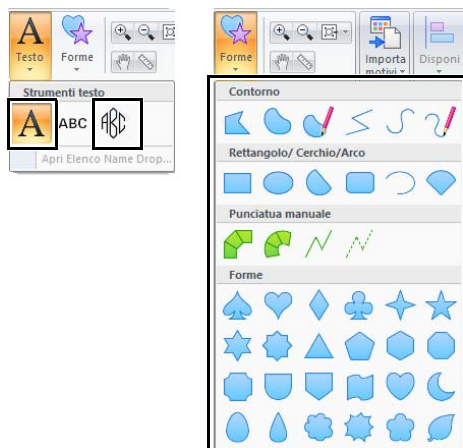 A
Testo
Forme
Strumenti testo
A ABC ABC
Apri Elenco Name Drop...
Forme
Importa
motivi
Disponi
Contorno
Rettangolo/ Cerchio/Arco
Punciatua manuale
Forme